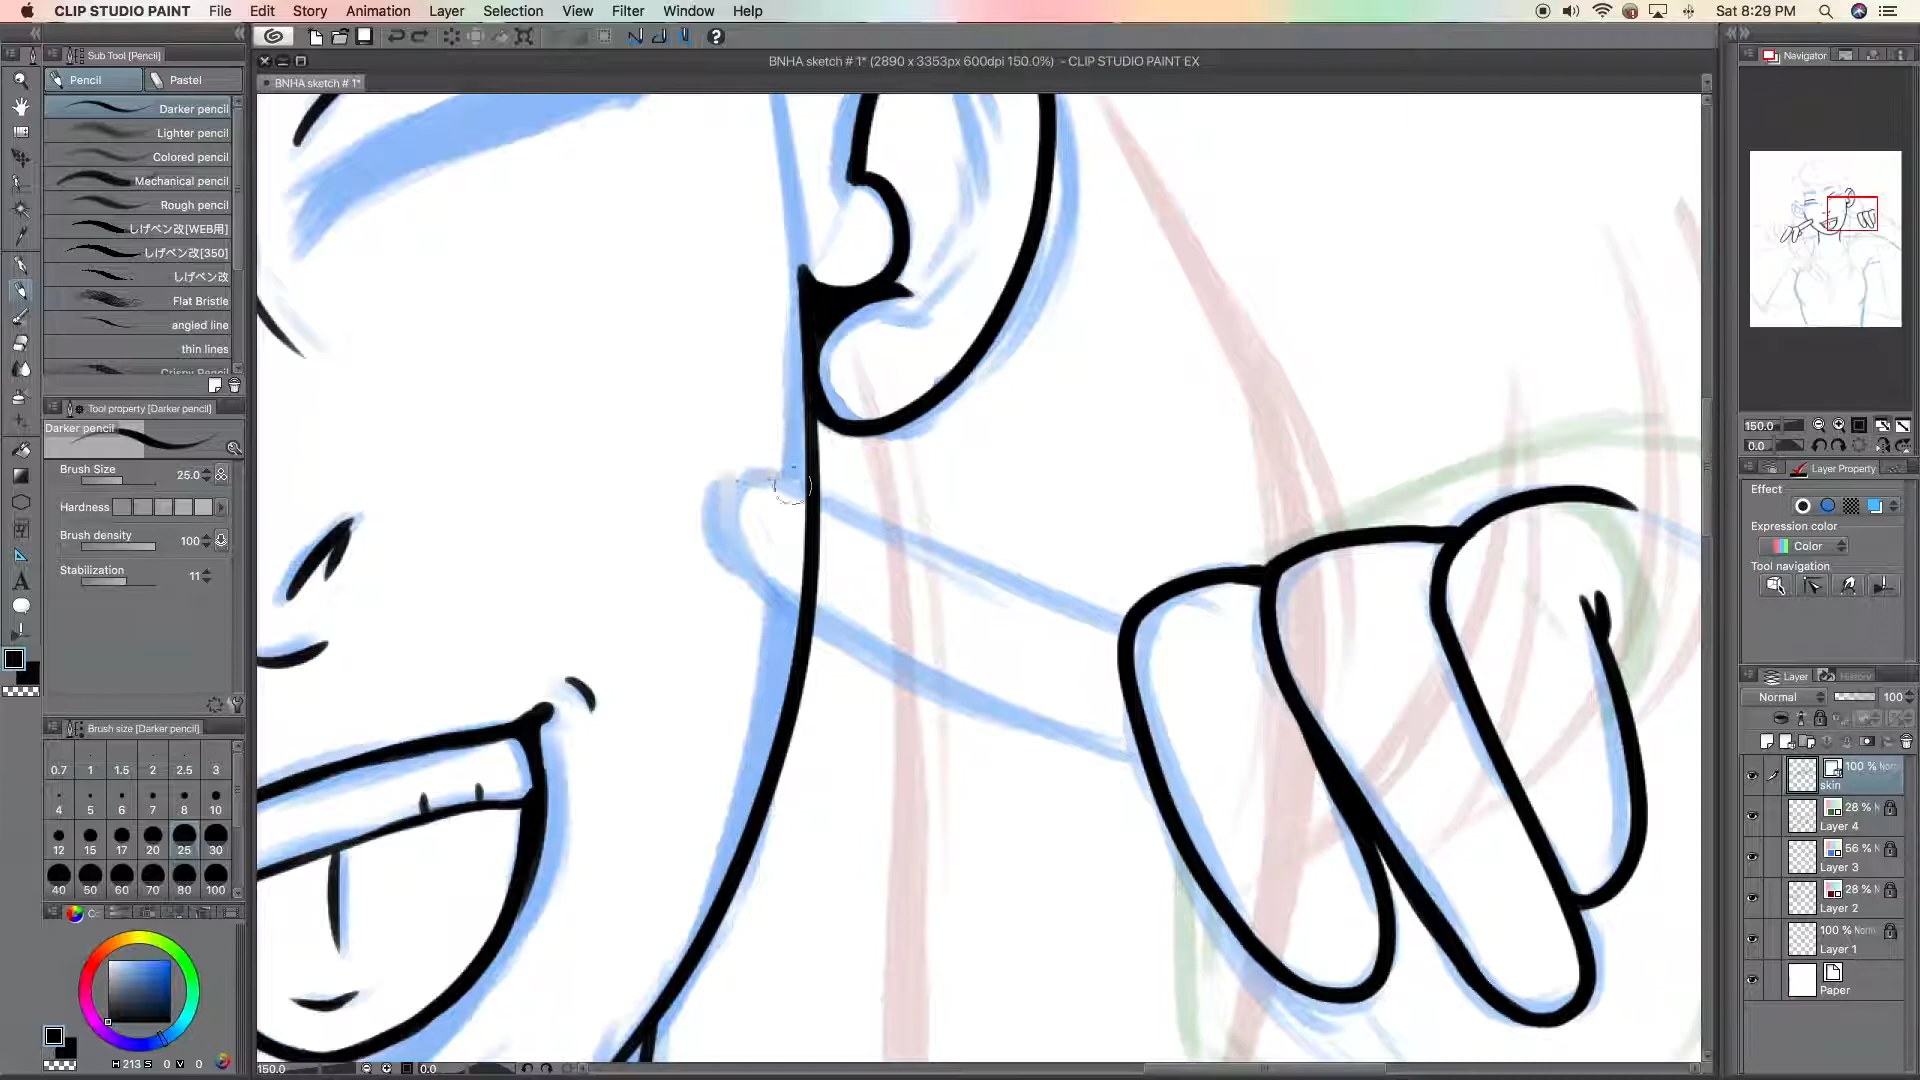 CLIP STUDIO PAINT File Edit Story Animation Layer Selection View Filter Window Help Sat 8:29 PM
BNHA sketch # 1* (2890 x 3353px 600dpi 150.0%) - CLIP STUDIO PAINT EX
BNHA sketch # 1*
Sub Tool [Pencil]
Pencil Pastel
Darker pencil
Lighter pencil
Colored pencil
Mechanical pencil
Rough pencil
しげペン改[WEB用]
しげペン改[350]
しげペン改
Flat Bristle
angled line
thin lines
Crispy Pencil
Tool property [Darker pencil]
Darker pencil
Brush Size 25.0
Hardness
Brush density 100
Stabilization 11
Brush size [Darker pencil]
0.7 1 1.5 2 2.5 3
4 5 6 7 8 10
12 15 17 20 25 30
40 50 60 70 80 100
H 213 S 0 V 0
150.0 0.0
Navigator
150.0
0.0
Layer Property
Effect
Expression color
Color
Tool navigation
Layer History
Normal 100
100 % Norm
skin
28 % N
Layer 4
56 % N
Layer 3
28 % N
Layer 2
100 % Norm
Layer 1
Paper